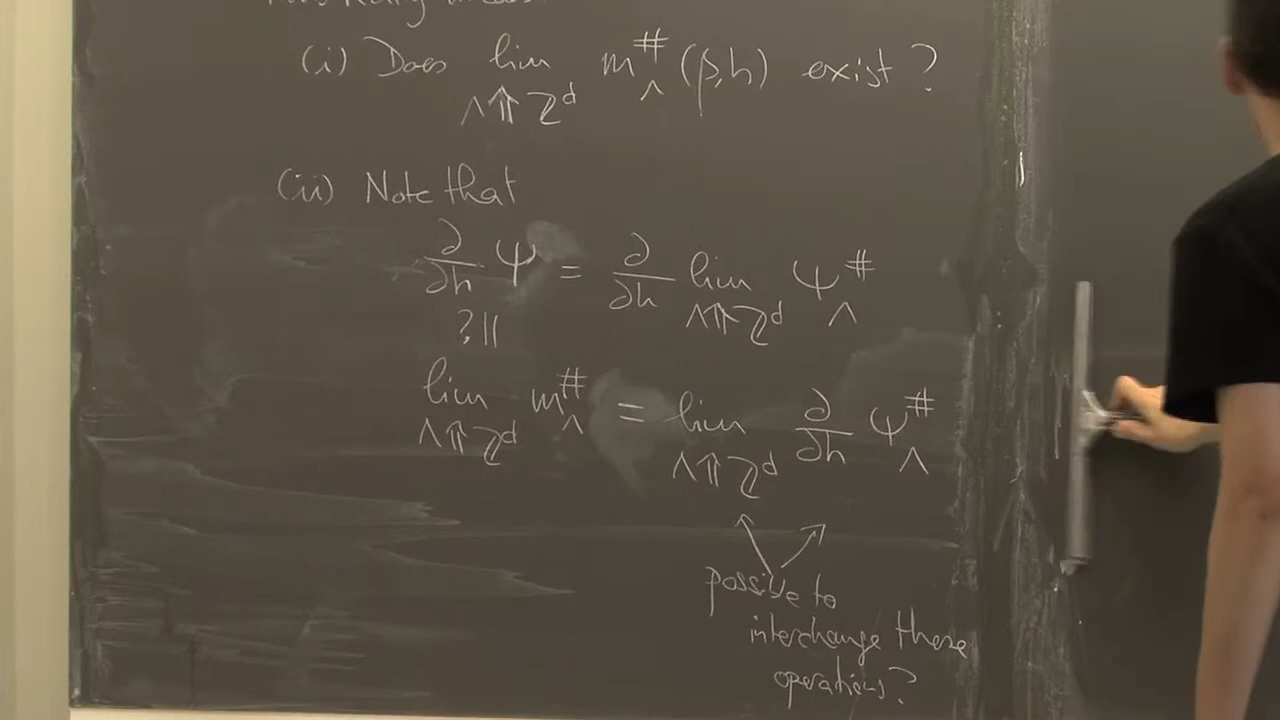 (i) Does lim m^#_Λ(β,h) exist?
Λ⇑ℤ^d
(ii) Note that
∂/∂h ψ = ∂/∂h lim ψ^#_Λ
Λ⇑ℤ^d
?||
lim m^#_Λ = lim ∂/∂h ψ^#_Λ
Λ⇑ℤ^d Λ⇑ℤ^d
possible to
interchange these
operations?